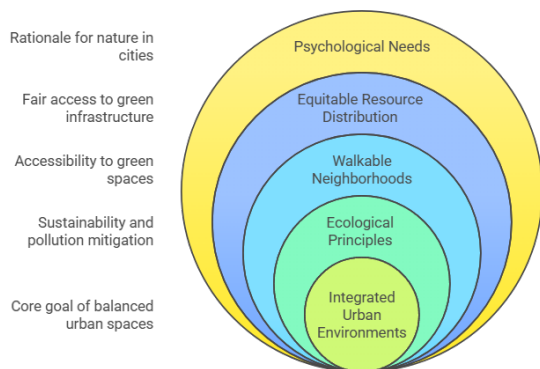 Rationale for nature in
cities
Psychological Needs
Fair access to green
infrastructure
Equitable Resource
Distribution
Accessibility to green
spaces
Walkable
Neighborhoods
Sustainability and
pollution mitigation
Ecological
Principles
Core goal of balanced
urban spaces
Integrated
Urban
Environments